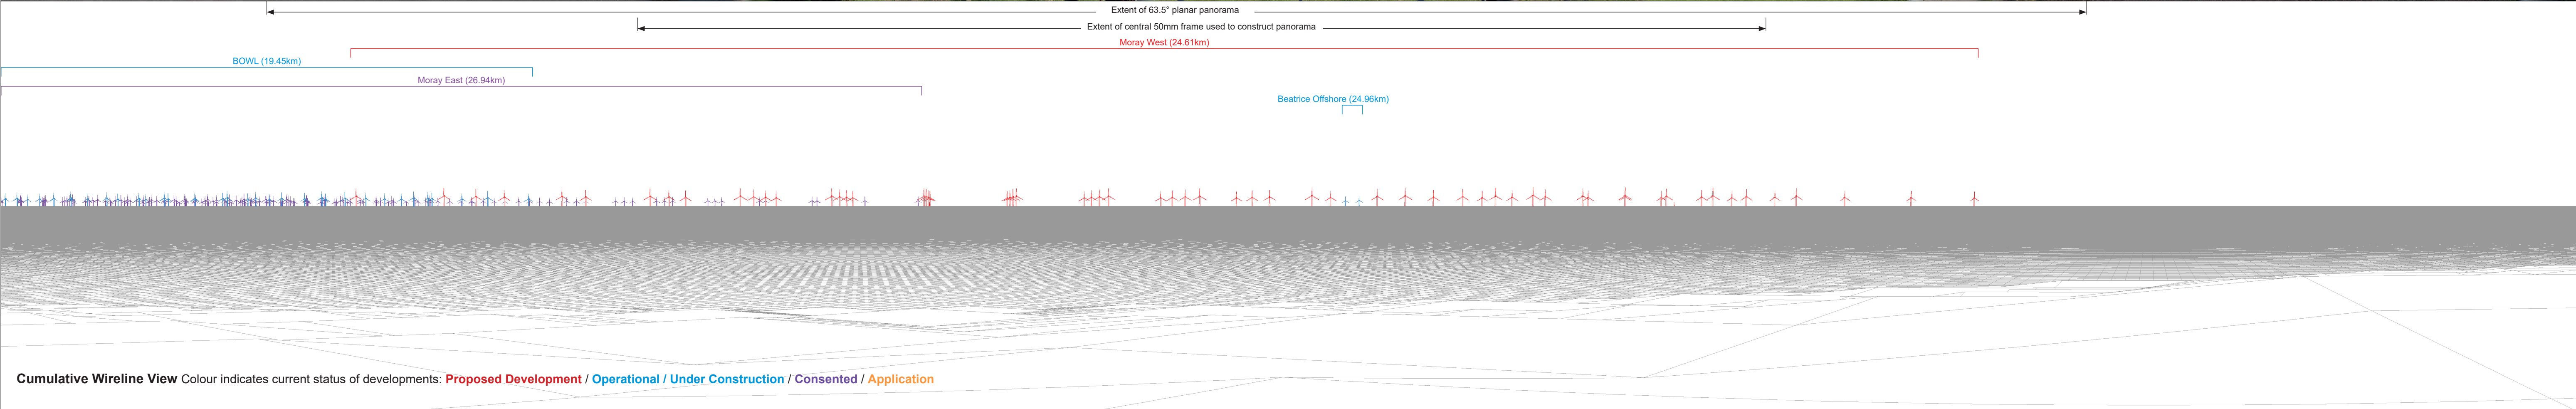 Extent of 63.5° planar panorama
Extent of central 50mm frame used to construct panorama
Moray West (24.61km)
BOWL (19.45km)
Moray East (26.94km)
Beatrice Offshore (24.96km)
Cumulative Wireline View Colour indicates current status of developments: Proposed Development / Operational / Under Construction / Consented / Application